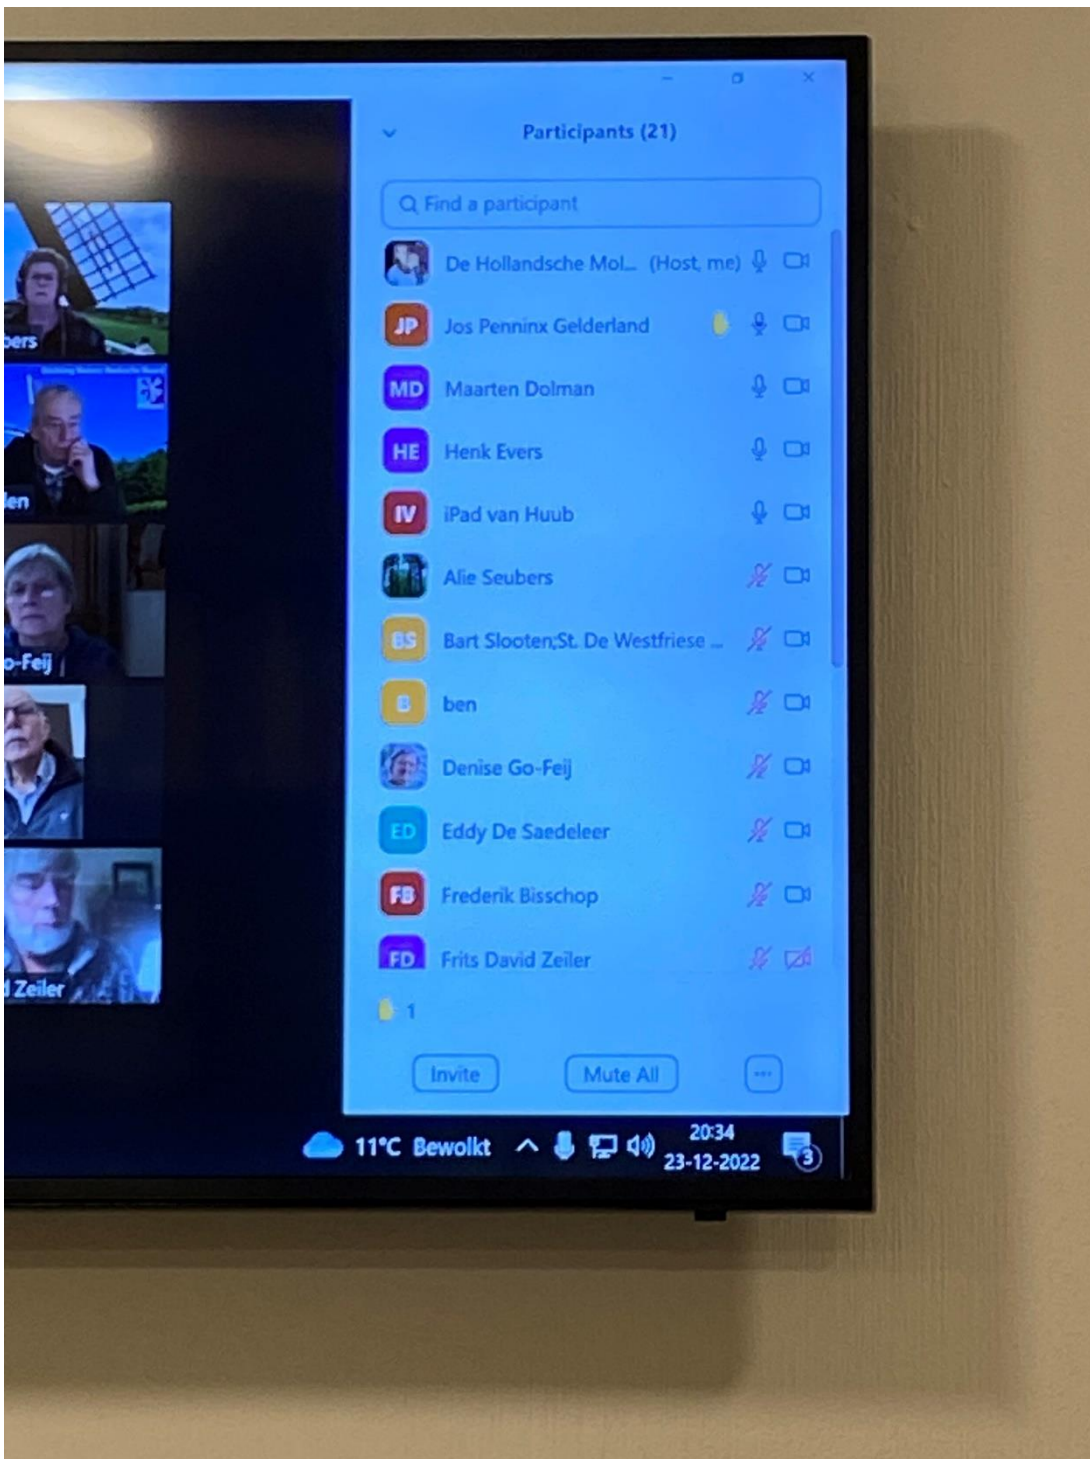 Participants (21)
Find a participant
De Hollandsche Mol... (Host, me)
JP Jos Penninx Gelderland
MD Maarten Dolman
HE Henk Evers
IV iPad van Huub
Alie Seubers
BS Bart Slooten;St. De Westfriese ...
B ben
Denise Go-Feij
ED Eddy De Saedeleer
FB Frederik Bisschop
FD Frits David Zeiler
1
Invite Mute All ...
bers
len
o-Feij
d Zeiler
11°C Bewolkt
20:34
23-12-2022
3